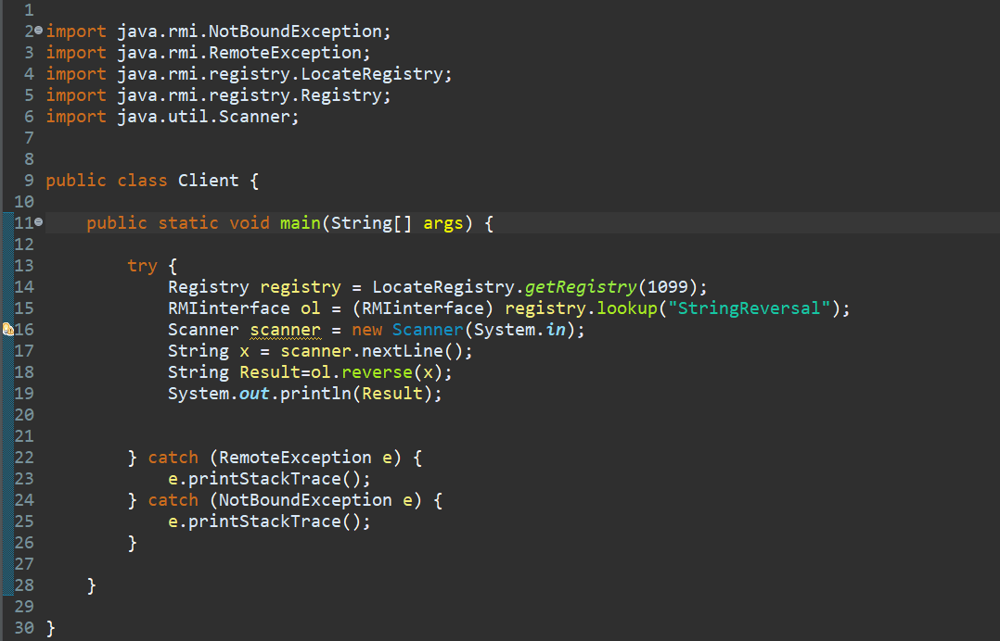 1
2 import java.rmi.NotBoundException;
3 import java.rmi.RemoteException;
4 import java.rmi.registry.LocateRegistry;
5 import java.rmi.registry.Registry;
6 import java.util.Scanner;
7
8
9 public class Client {
10
11     public static void main(String[] args) {
12
13         try {
14             Registry registry = LocateRegistry.getRegistry(1099);
15             RMIinterface ol = (RMIinterface) registry.lookup("StringReversal");
16             Scanner scanner = new Scanner(System.in);
17             String x = scanner.nextLine();
18             String Result=ol.reverse(x);
19             System.out.println(Result);
20
21
22         } catch (RemoteException e) {
23             e.printStackTrace();
24         } catch (NotBoundException e) {
25             e.printStackTrace();
26         }
27
28     }
29
30 }